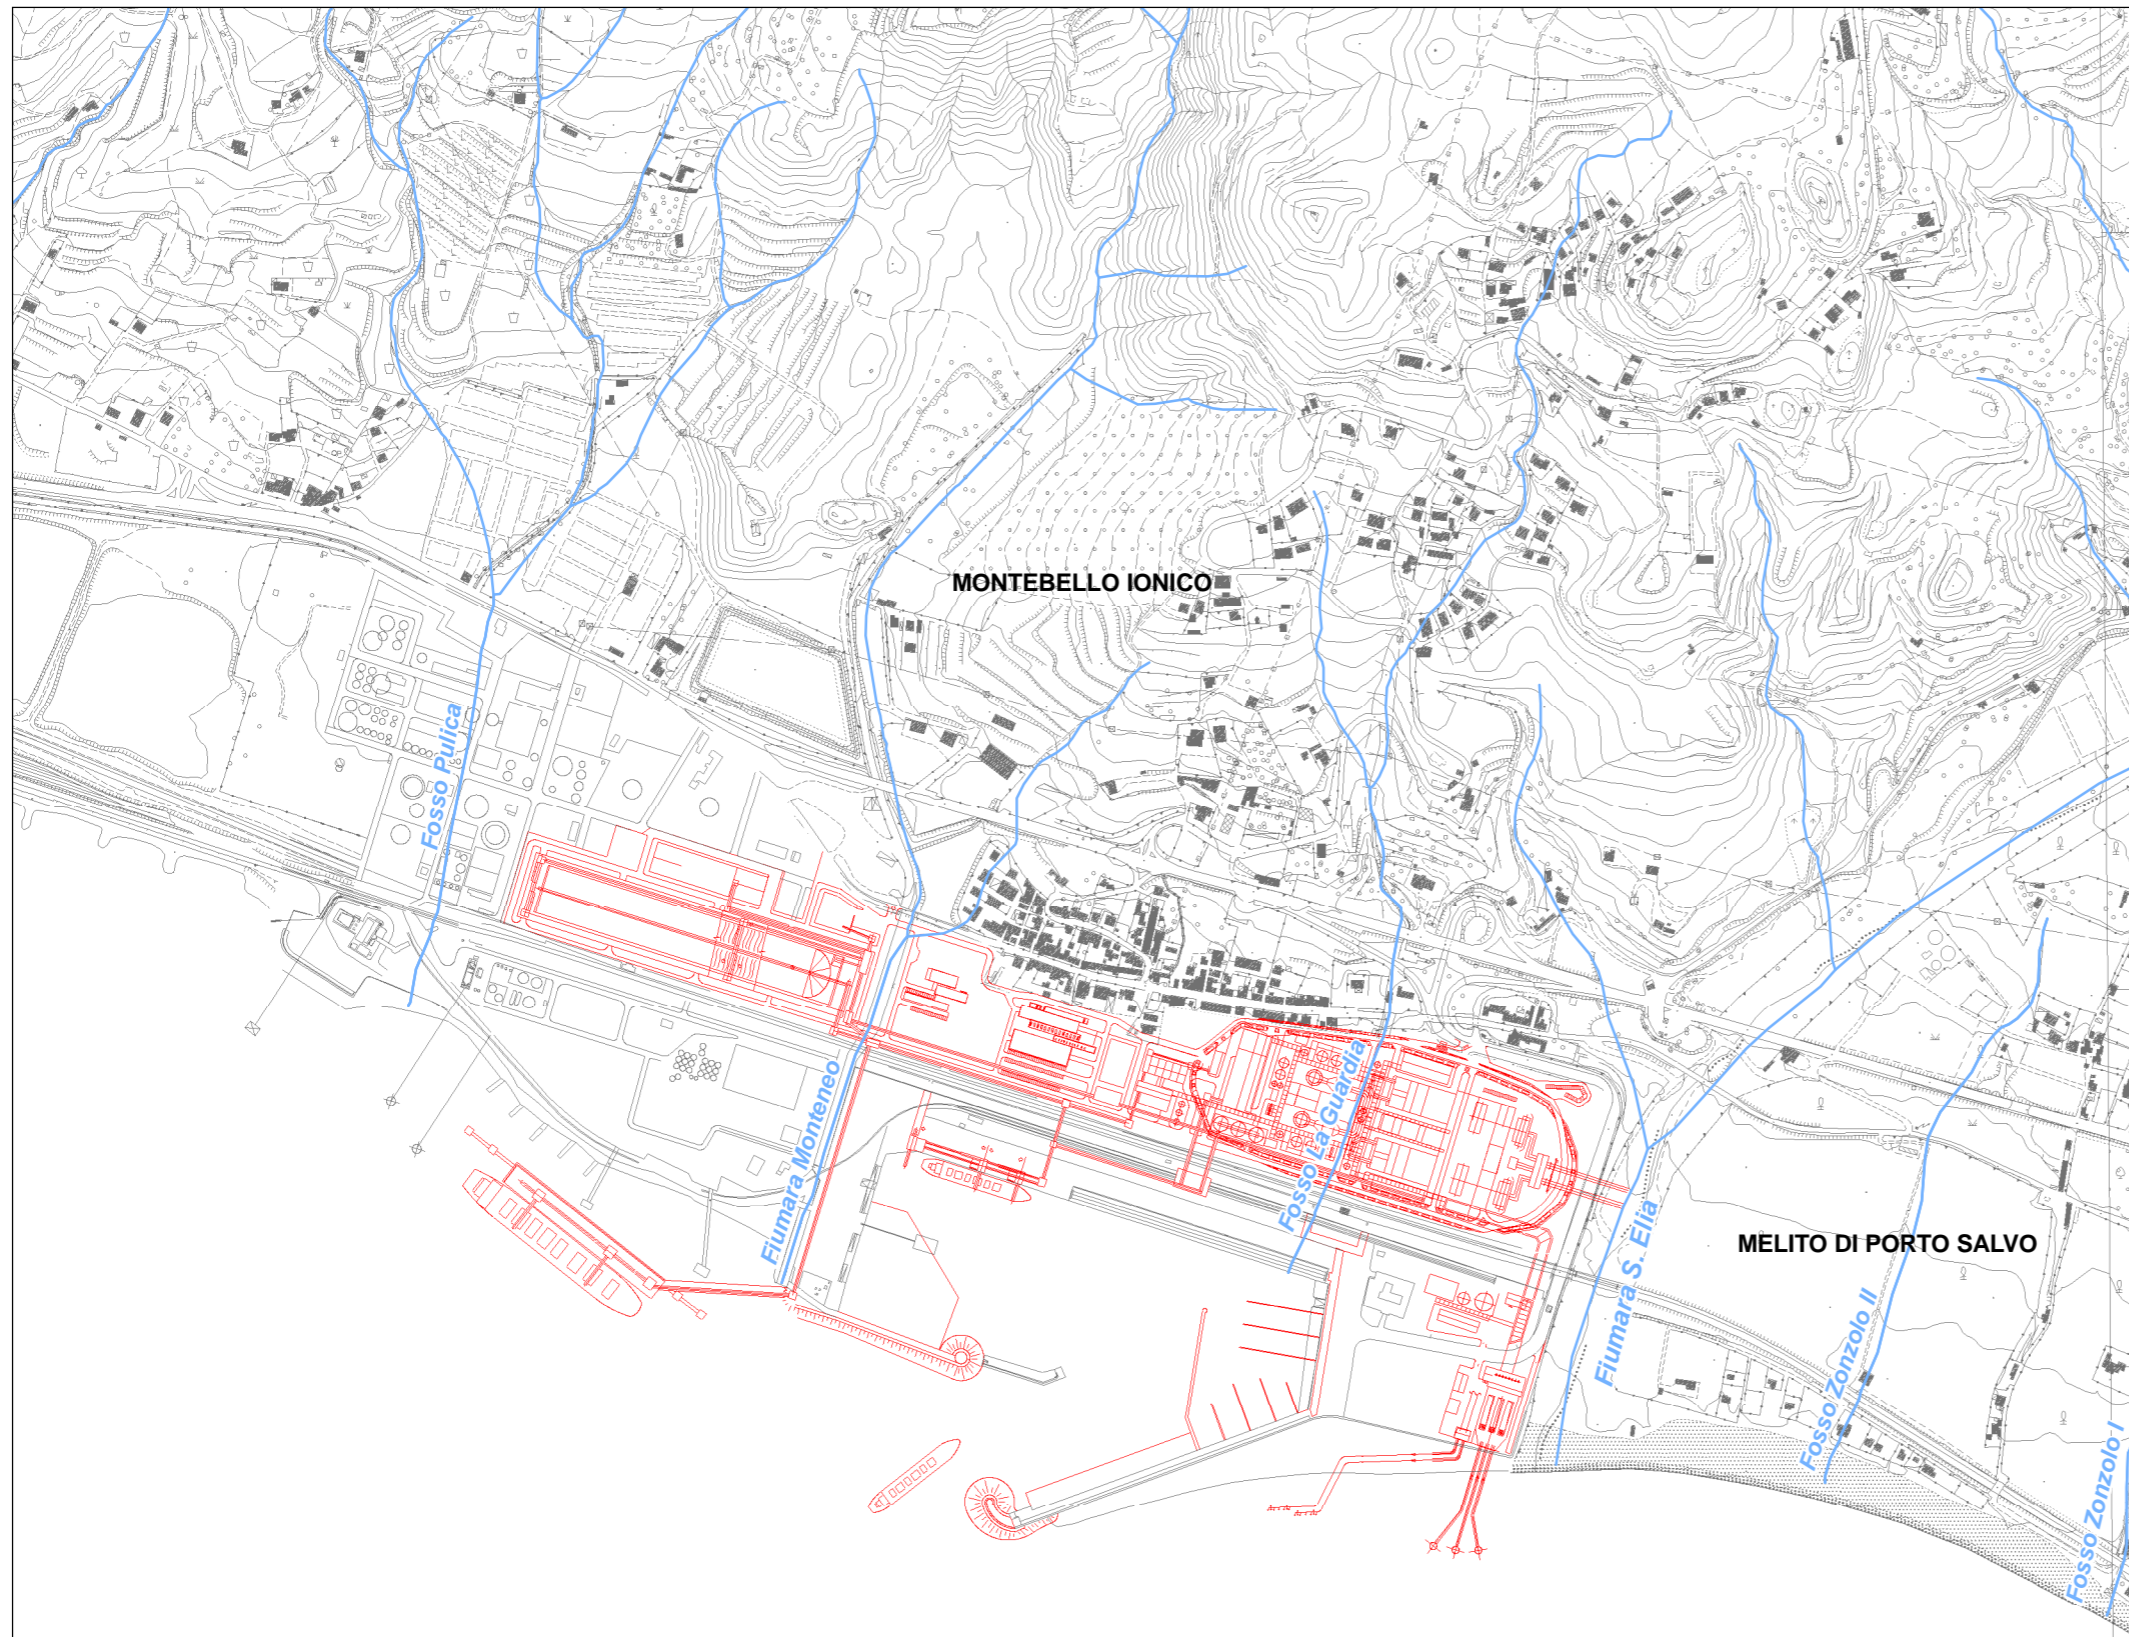 MONTEBELLO IONICO
Fosso Pulica
Fiumara Monteneo
Fosso La Guardia
Fiumara S. Elia
MELITO DI PORTO SALVO
Fosso Zonzolo II
Fosso Zonzolo I